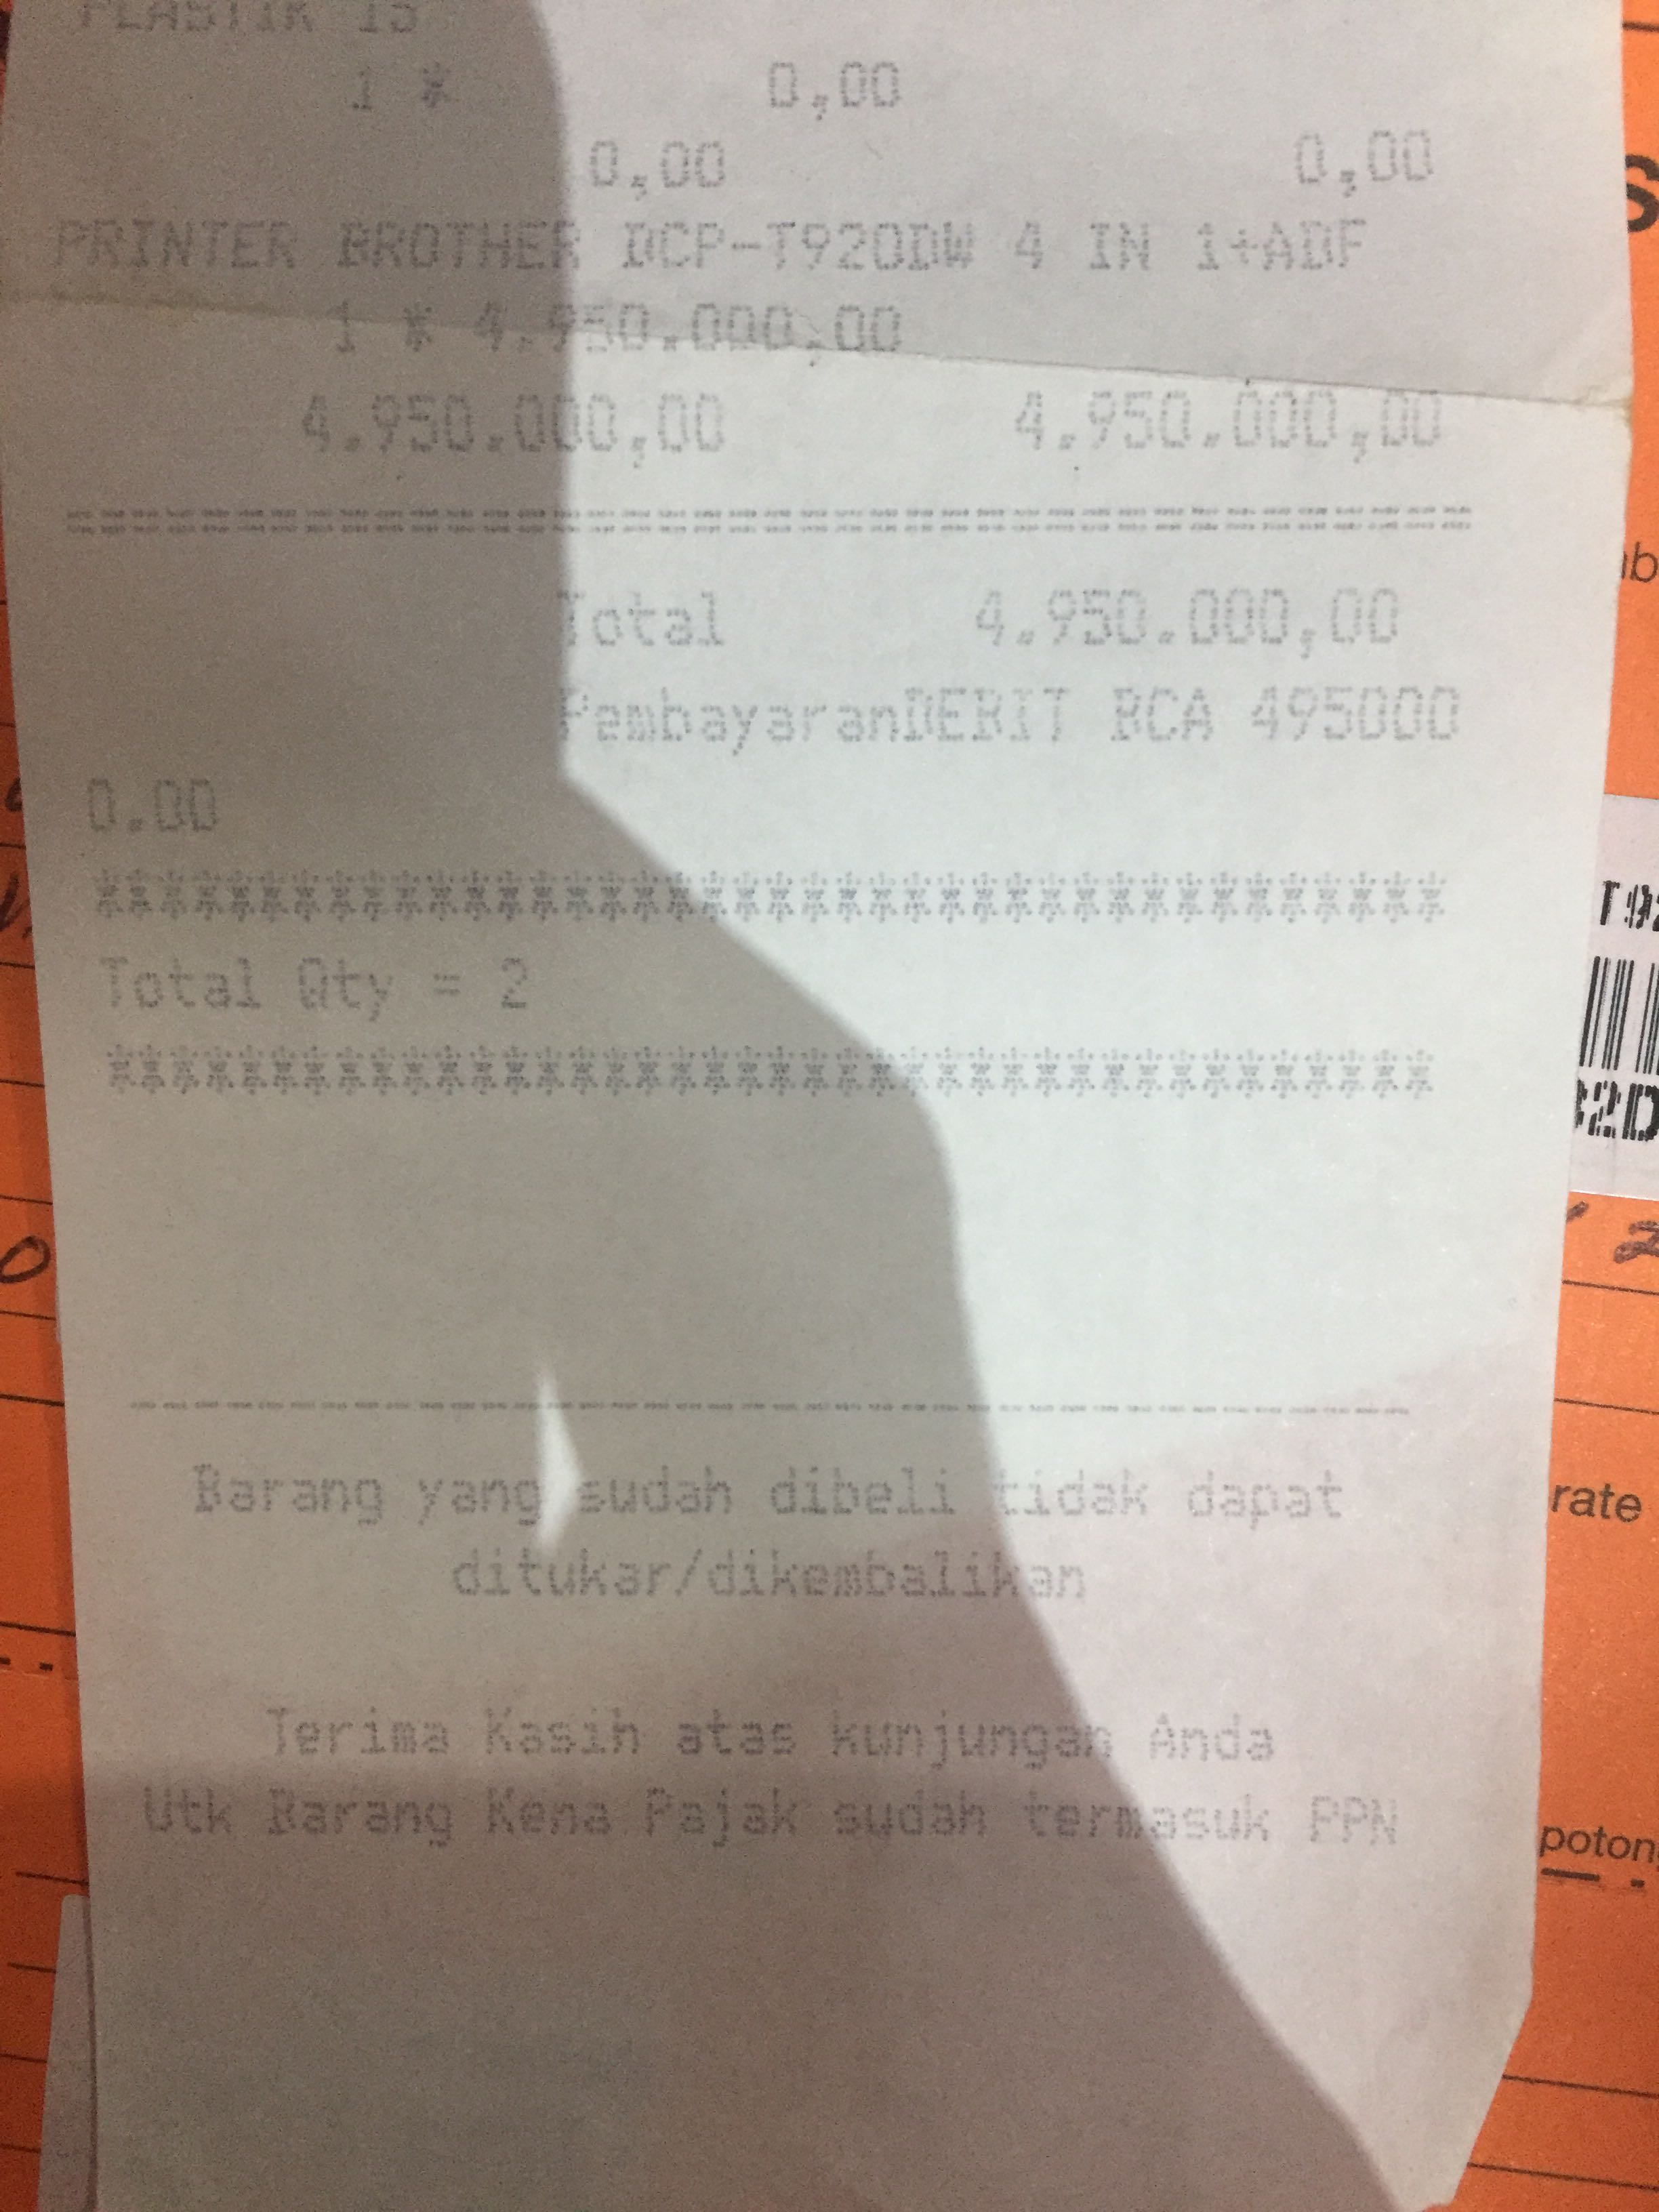 PLASTIK 15
1 * 0,00
0,00 0,00
PRINTER BROTHER DCP-T920DW 4 IN 1+ADF
1 * 4.950.000,00
4.950.000,00 4.950.000,00
========================================
Total 4.950.000,00
PembayaranDEBIT BCA 495000
0.00
****************************************
Total Qty = 2
****************************************
----------------------------------------
Barang yang sudah dibeli tidak dapat
ditukar/dikembalikan
Terima Kasih atas kunjungan Anda
Utk Barang Kena Pajak sudah termasuk PPN
rate